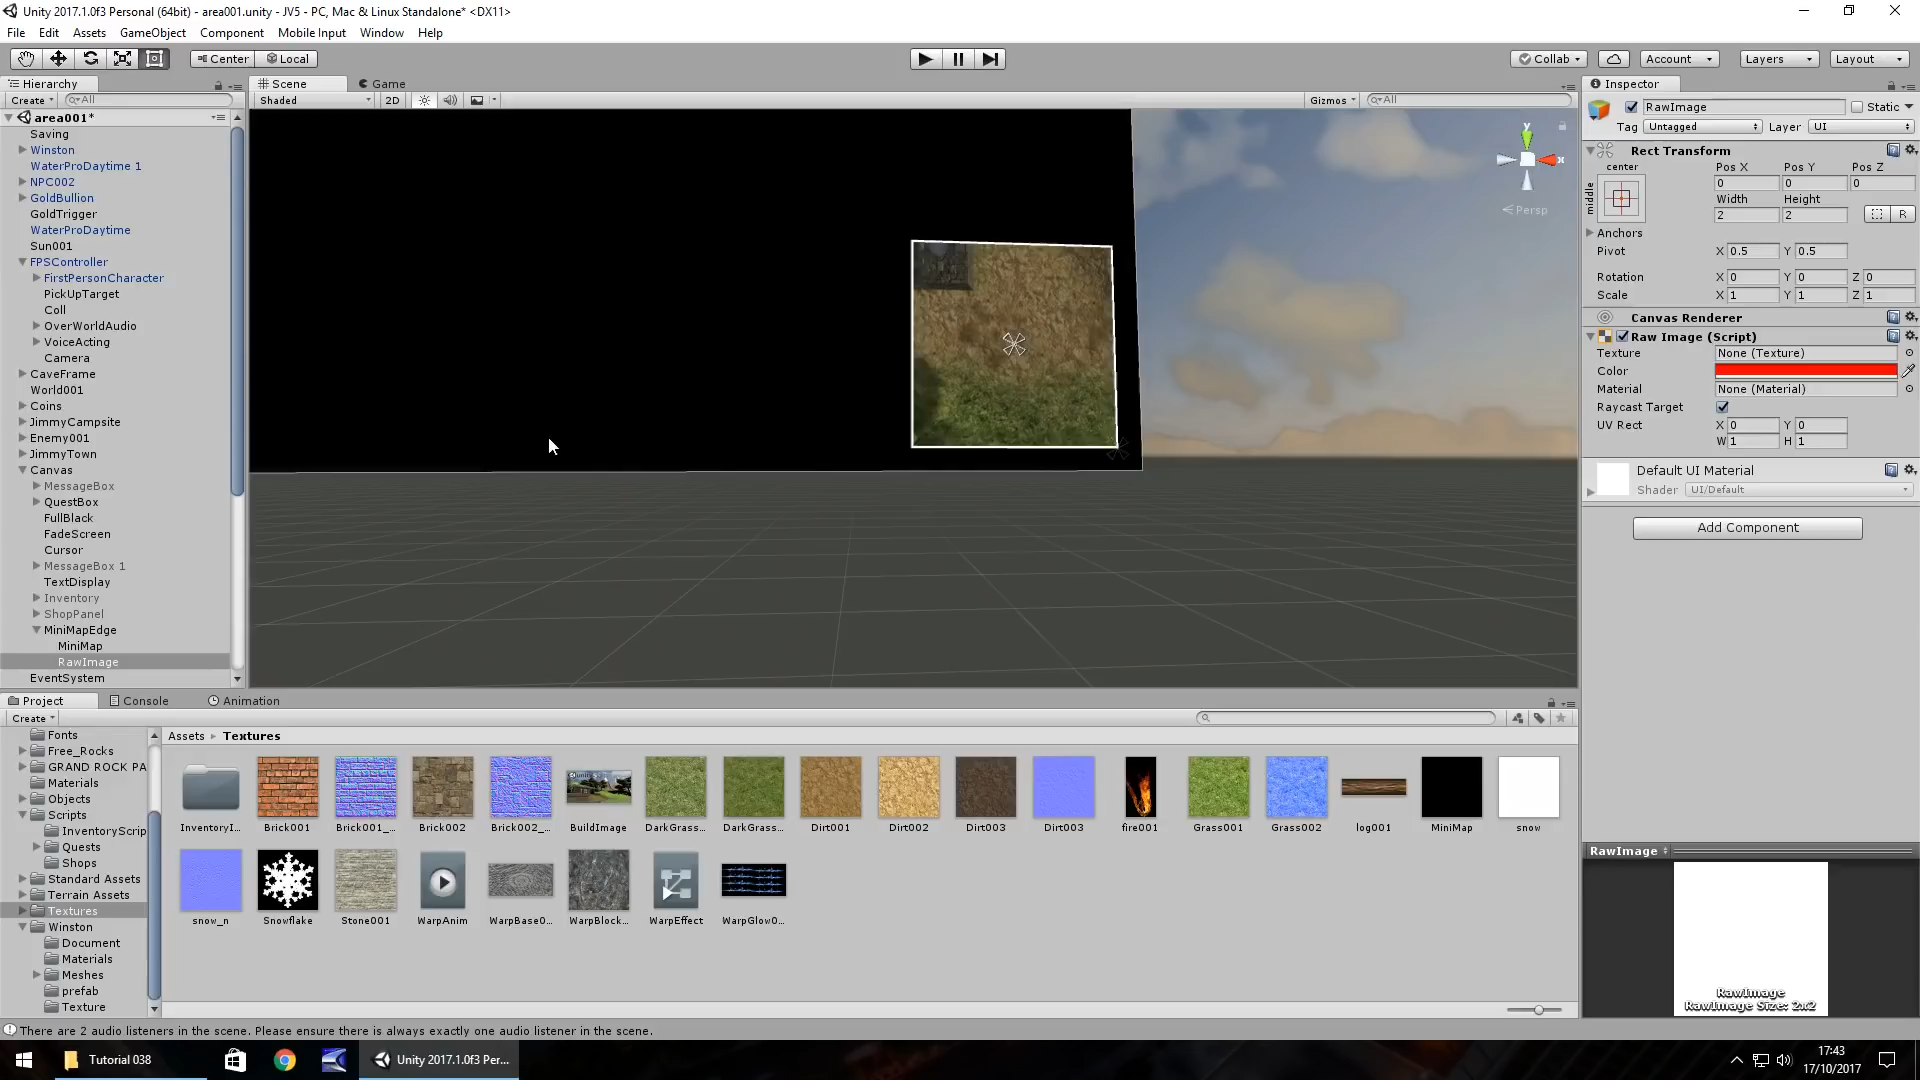 Unity 2017.1.0f3 Personal (64bit) - area001.unity - JV5 - PC, Mac & Linux Standalone* <DX11>
File Edit Assets GameObject Component Mobile Input Window Help
Center Local Collab Account Layers Layout
Hierarchy
Create All
area001*
Saving
Winston
WaterProDaytime 1
NPC002
GoldBullion
GoldTrigger
WaterProDaytime
Sun001
FPSController
FirstPersonCharacter
PickUpTarget
Coll
OverWorldAudio
VoiceActing
Camera
CaveFrame
World001
Coins
JimmyCampsite
Enemy001
JimmyTown
Canvas
MessageBox
QuestBox
FullBlack
FadeScreen
Cursor
MessageBox 1
TextDisplay
Inventory
ShopPanel
MiniMapEdge
MiniMap
RawImage
EventSystem
Scene Game
Shaded 2D Gizmos All
y
x
Persp
Inspector
RawImage Static
Tag Untagged Layer UI
Rect Transform
center Pos X Pos Y Pos Z
middle 0 0 0
Width Height
2 2 R
Anchors
Pivot X 0.5 Y 0.5
Rotation X 0 Y 0 Z 0
Scale X 1 Y 1 Z 1
Canvas Renderer
Raw Image (Script)
Texture None (Texture)
Color
Material None (Material)
Raycast Target
UV Rect X 0 Y 0
W 1 H 1
Default UI Material
Shader UI/Default
Add Component
RawImage
RawImage
RawImage Size: 2x2
Project Console Animation
Create
Fonts
Free_Rocks
GRAND ROCK PA
Materials
Objects
Scripts
InventoryScrip
Quests
Shops
Standard Assets
Terrain Assets
Textures
Winston
Document
Materials
Meshes
prefab
Texture
Assets Textures
InventoryI... Brick001 Brick001_... Brick002 Brick002_... BuildImage DarkGrass... DarkGrass... Dirt001 Dirt002 Dirt003 Dirt003 fire001 Grass001 Grass002 log001 MiniMap snow
snow_n Snowflake Stone001 WarpAnim WarpBase0... WarpBlock... WarpEffect WarpGlow0...
There are 2 audio listeners in the scene. Please ensure there is always exactly one audio listener in the scene.
Tutorial 038 Unity 2017.1.0f3 Per...
17:43
17/10/2017